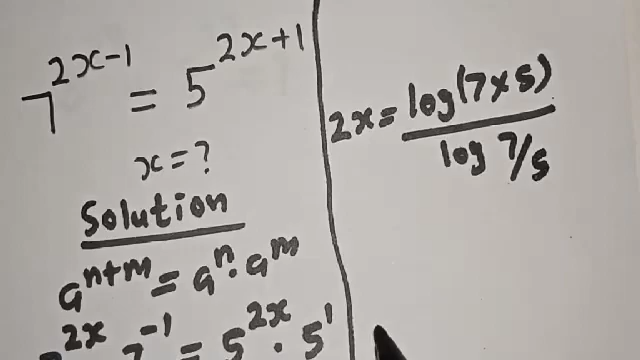 7^{2x-1} = 5^{2x+1}
x = ?
Solution
a^{n+m} = a^n · a^m
^{2x} 7^{-1} = 5^{2x} · 5^1
2x = log(7×5) / log 7/5